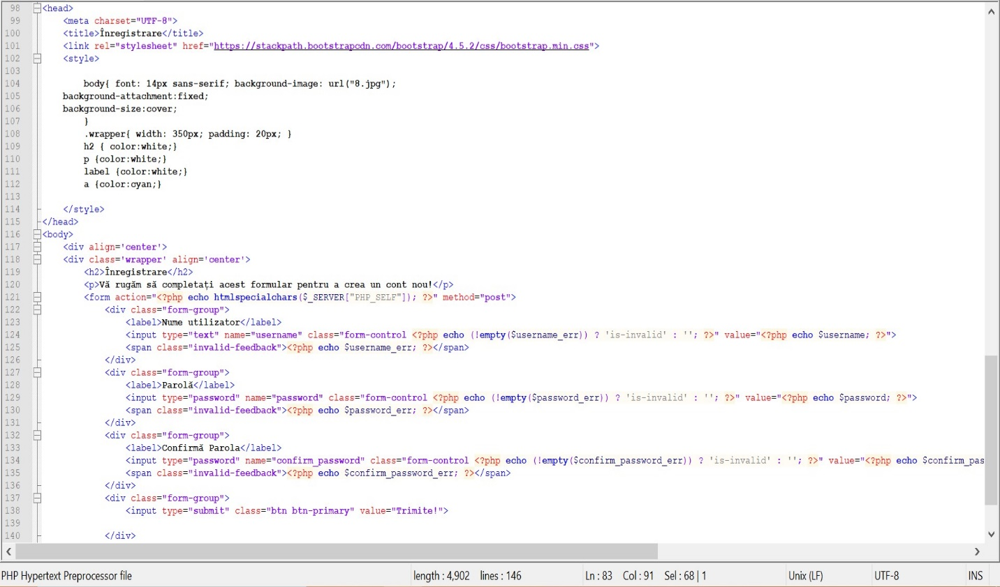 98 <head>
99 <meta charset="UTF-8">
100 <title>Înregistrare</title>
101 <link rel="stylesheet" href="https://stackpath.bootstrapcdn.com/bootstrap/4.5.2/css/bootstrap.min.css">
102 <style>
103
104 body{ font: 14px sans-serif; background-image: url("8.jpg");
105 background-attachment:fixed;
106 background-size:cover;
107 }
108 .wrapper{ width: 350px; padding: 20px; }
109 h2 { color:white;}
110 p {color:white;}
111 label {color:white;}
112 a {color:cyan;}
113
114 </style>
115 </head>
116 <body>
117 <div align='center'>
118 <div class='wrapper' align='center'>
119 <h2>Înregistrare</h2>
120 <p>Vă rugăm să completați acest formular pentru a crea un cont nou!</p>
121 <form action="<?php echo htmlspecialchars($_SERVER["PHP_SELF"]); ?>" method="post">
122 <div class="form-group">
123 <label>Nume utilizator</label>
124 <input type="text" name="username" class="form-control <?php echo (!empty($username_err)) ? 'is-invalid' : ''; ?>" value="<?php echo $username; ?>">
125 <span class="invalid-feedback"><?php echo $username_err; ?></span>
126 </div>
127 <div class="form-group">
128 <label>Parolă</label>
129 <input type="password" name="password" class="form-control <?php echo (!empty($password_err)) ? 'is-invalid' : ''; ?>" value="<?php echo $password; ?>">
130 <span class="invalid-feedback"><?php echo $password_err; ?></span>
131 </div>
132 <div class="form-group">
133 <label>Confirmă Parola</label>
134 <input type="password" name="confirm_password" class="form-control <?php echo (!empty($confirm_password_err)) ? 'is-invalid' : ''; ?>" value="<?php echo $confirm_pas
135 <span class="invalid-feedback"><?php echo $confirm_password_err; ?></span>
136 </div>
137 <div class="form-group">
138 <input type="submit" class="btn btn-primary" value="Trimite!">
139
140 </div>
PHP Hypertext Preprocessor file length : 4,902 lines : 146 Ln : 83 Col : 91 Sel : 68 | 1 Unix (LF) UTF-8 INS